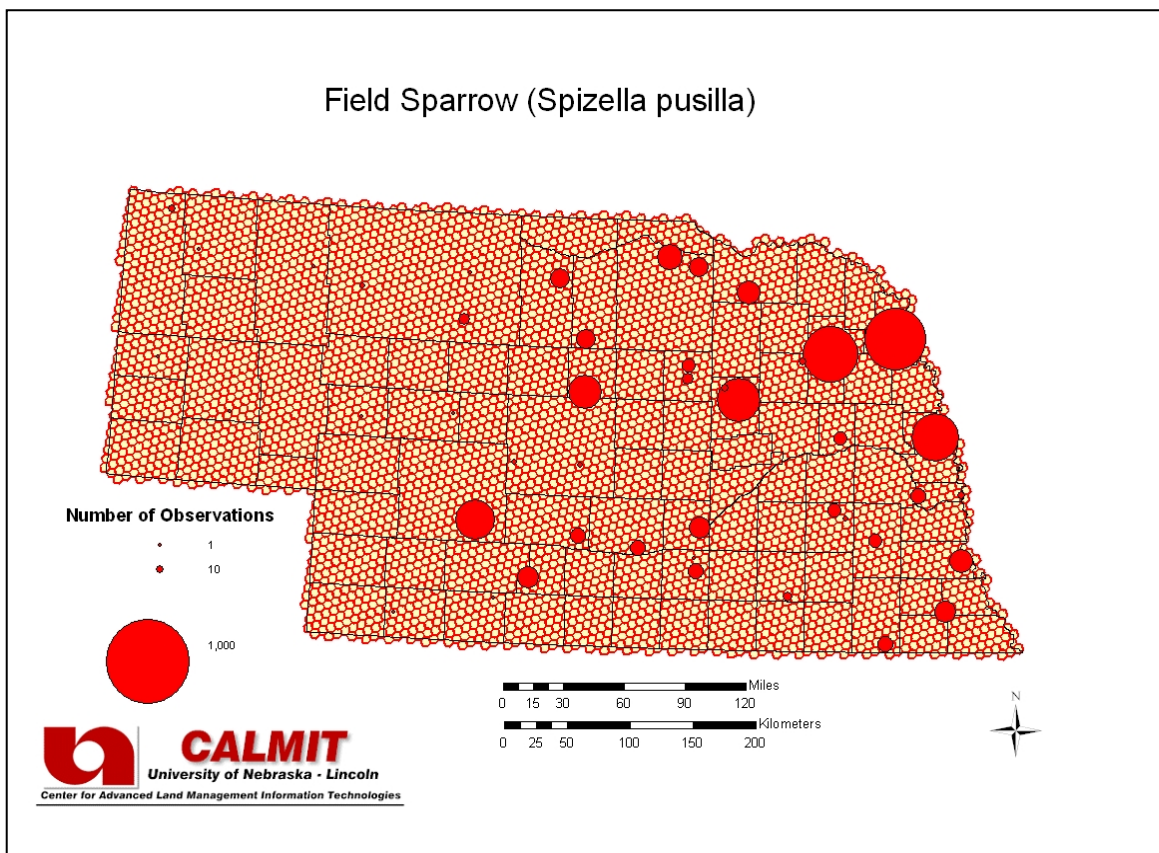 Field Sparrow (Spizella pusilla)
Number of Observations
1
10
1,000
Miles
0 15 30 60 90 120
Kilometers
0 25 50 100 150 200
N
CALMIT
University of Nebraska - Lincoln
Center for Advanced Land Management Information Technologies